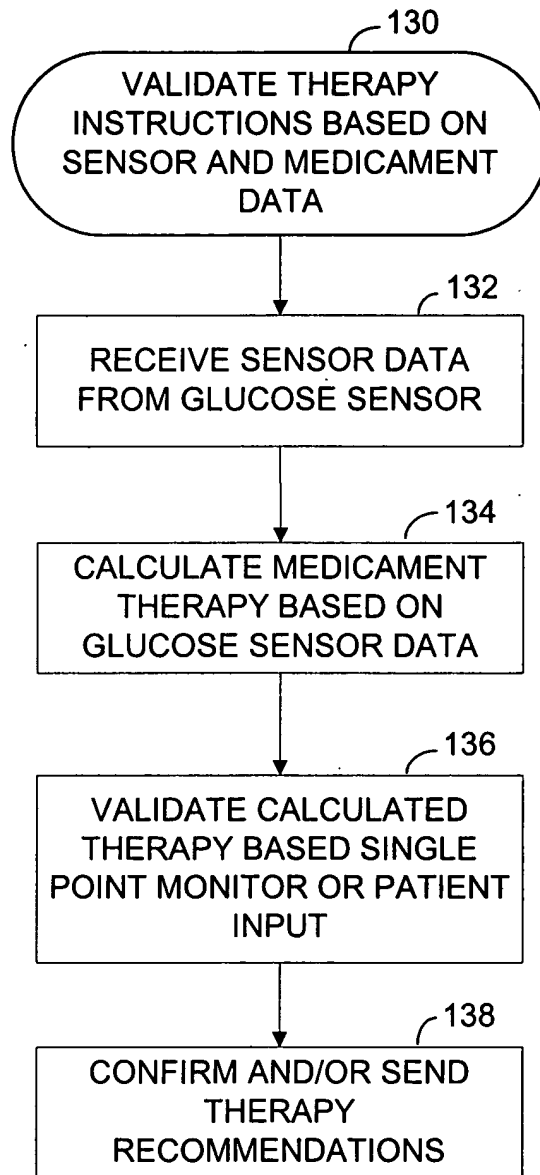 130
VALIDATE THERAPY
INSTRUCTIONS BASED ON
SENSOR AND MEDICAMENT
DATA
132
RECEIVE SENSOR DATA
FROM GLUCOSE SENSOR
134
CALCULATE MEDICAMENT
THERAPY BASED ON
GLUCOSE SENSOR DATA
136
VALIDATE CALCULATED
THERAPY BASED SINGLE
POINT MONITOR OR PATIENT
INPUT
138
CONFIRM AND/OR SEND
THERAPY
RECOMMENDATIONS